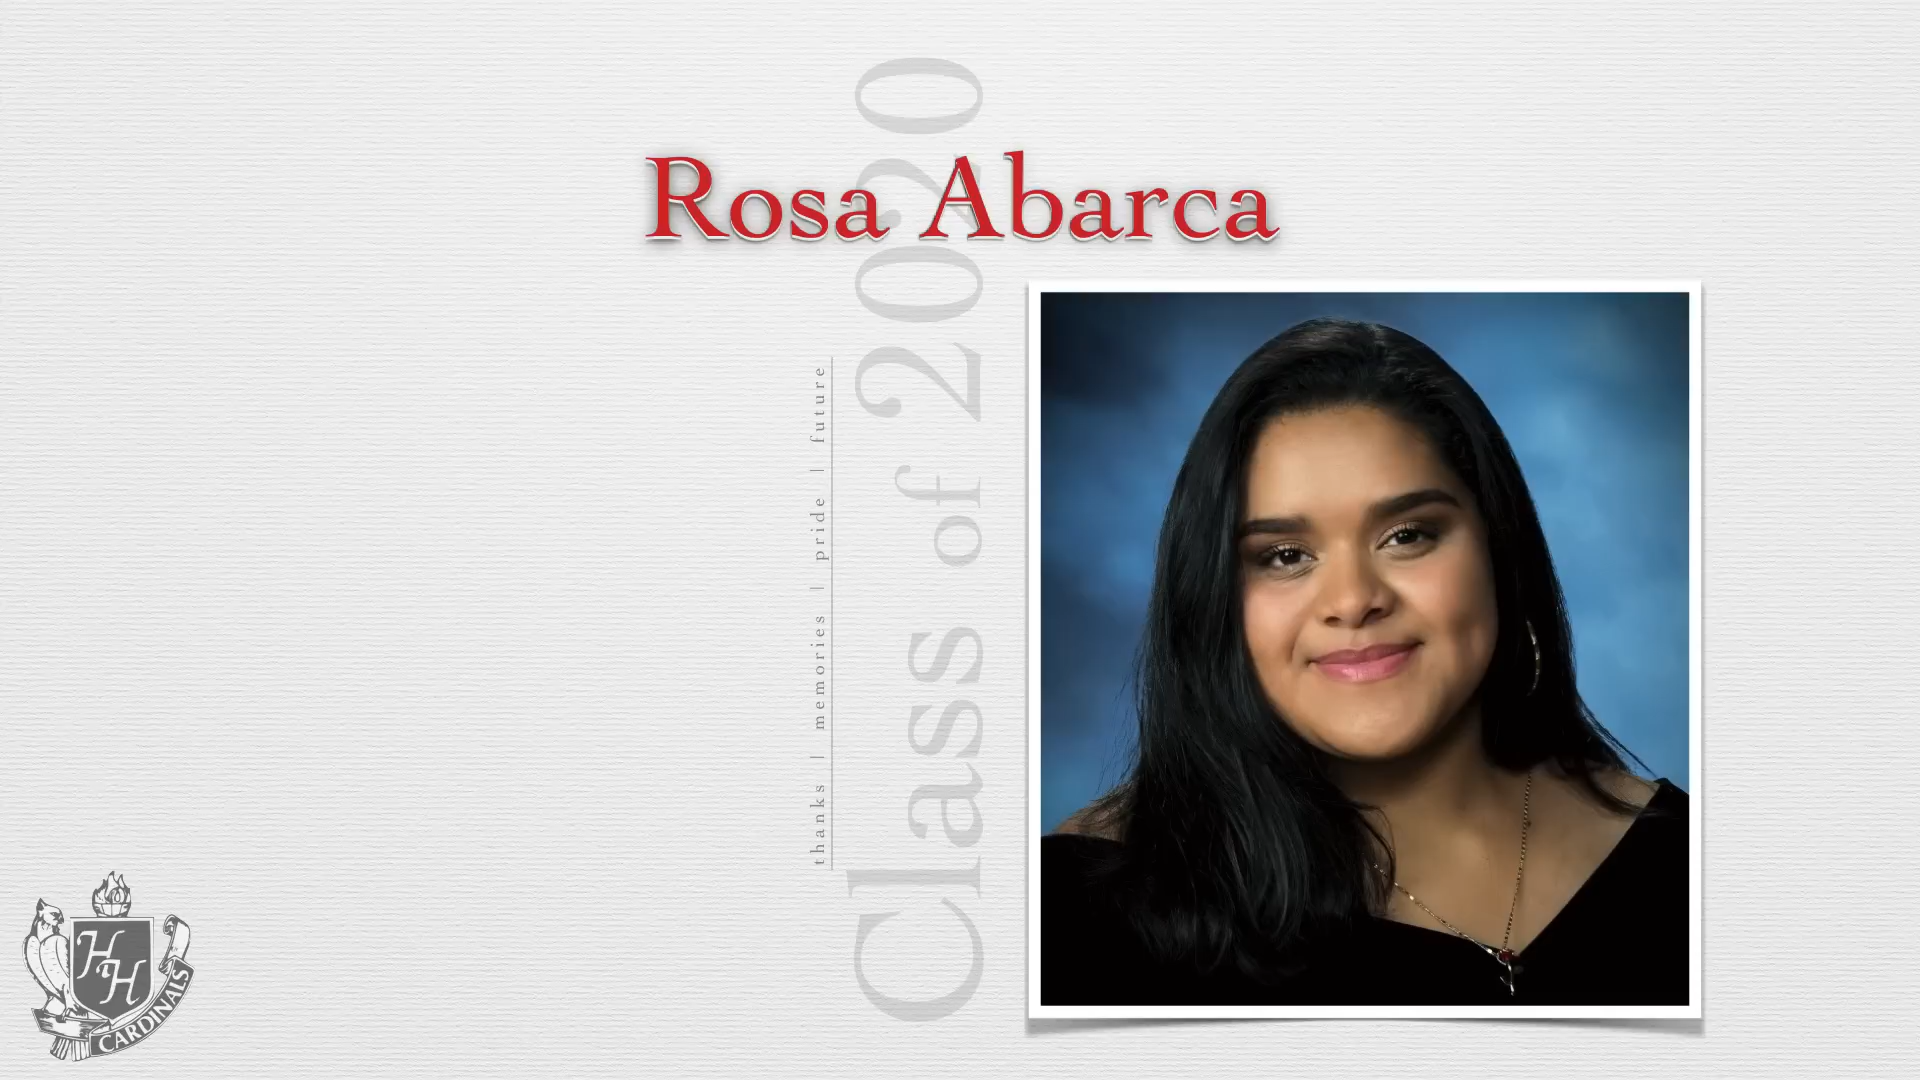 Rosa Abarca
thanks | memories | pride | future
Class of 2020
HH
CARDINALS